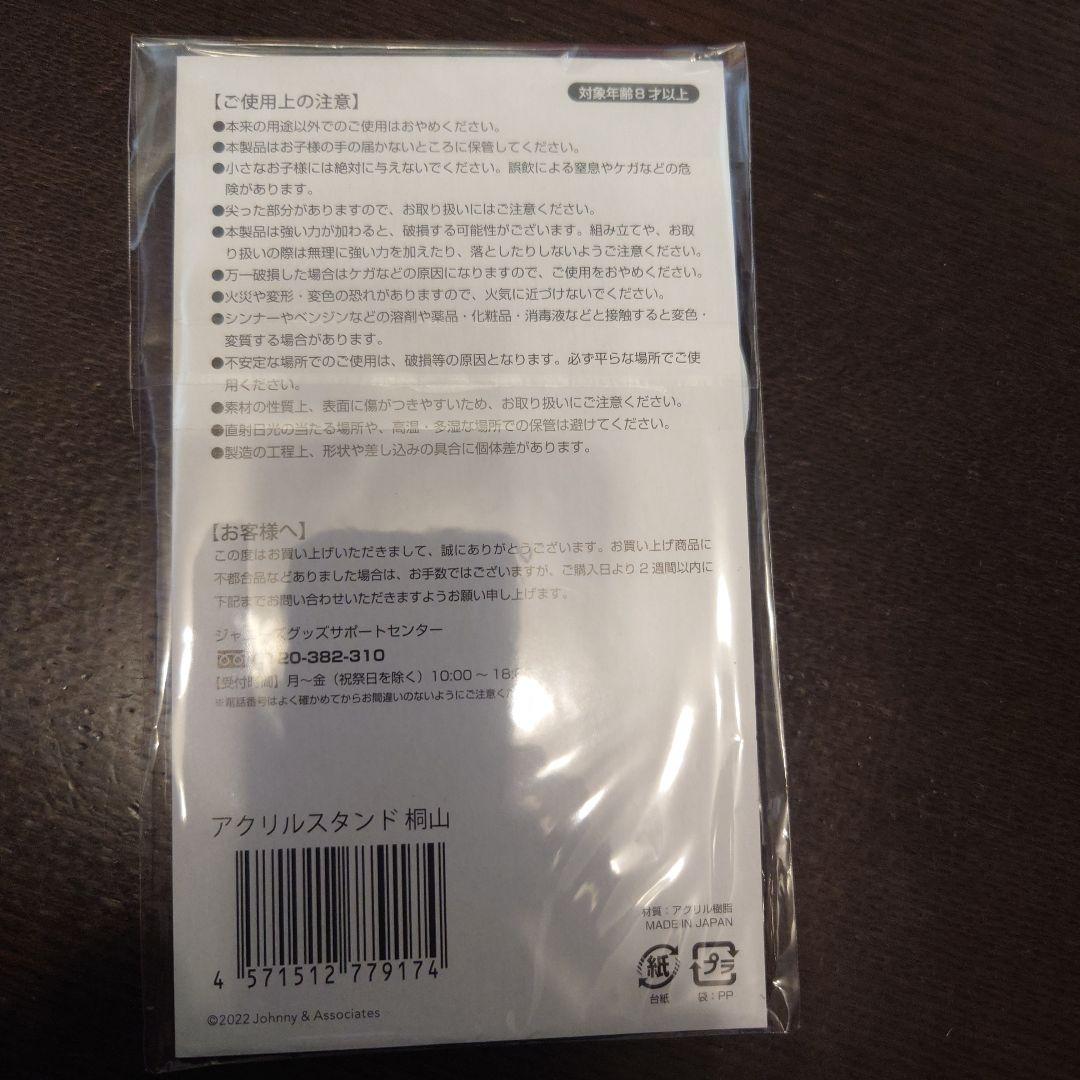 【ご使用上の注意】
対象年齢8才以上
●本来の用途以外でのご使用はおやめください。
●本製品はお子様の手の届かないところに保管してください。
●小さなお子様には絶対に与えないでください。誤飲による窒息やケガなどの危
険があります。
●尖った部分がありますので、お取り扱いにはご注意ください。
●本製品は強い力が加わると、破損する可能性がございます。組み立てや、お取
り扱いの際は無理に強い力を加えたり、落としたりしないようご注意ください。
●万一破損した場合はケガなどの原因になりますので、ご使用をおやめください。
●火災や変形・変色の恐れがありますので、火気に近づけないでください。
●シンナーやベンジンなどの溶剤や薬品・化粧品・消毒液などと接触すると変色・
変質する場合があります。
●不安定な場所でのご使用は、破損等の原因となります。必ず平らな場所でご使
用ください。
●素材の性質上、表面に傷がつきやすいため、お取り扱いにご注意ください。
●直射日光の当たる場所や、高温・多湿な場所での保管は避けてください。
●製造の工程上、形状や差し込みの具合に個体差があります。
【お客様へ】
この度はお買い上げいただきまして、誠にありがとうございます。お買い上げ商品に
不都合品などありました場合は、お手数ではございますが、ご購入日より2週間以内に
下記までお問い合わせいただきますようお願い申し上げます。
ジャニーズグッズサポートセンター
20-382-310
【受付時間】月〜金（祝祭日を除く）10:00〜18:
※電話番号はよく確かめてからお間違いのないようにご注意く
アクリルスタンド 桐山
4 571512 779174
材質：アクリル樹脂
MADE IN JAPAN
紙
プラ
台紙
袋：PP
©2022 Johnny & Associates